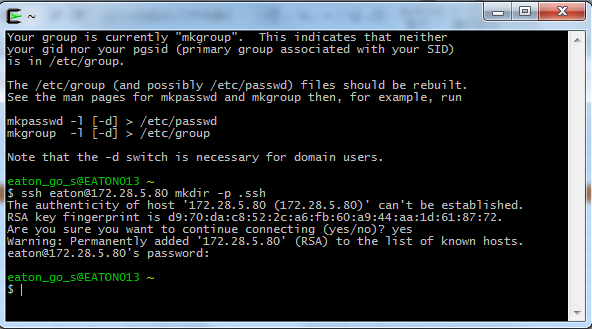 ~
Your group is currently "mkgroup".  This indicates that neither
your gid nor your pgsid (primary group associated with your SID)
is in /etc/group.
The /etc/group (and possibly /etc/passwd) files should be rebuilt.
See the man pages for mkpasswd and mkgroup then, for example, run
mkpasswd -l [-d] > /etc/passwd
mkgroup  -l [-d] > /etc/group
Note that the -d switch is necessary for domain users.
eaton_go_s@EATON013 ~
$ ssh eaton@172.28.5.80 mkdir -p .ssh
The authenticity of host '172.28.5.80 (172.28.5.80)' can't be established.
RSA key fingerprint is d9:70:da:c8:52:2c:a6:fb:60:a9:44:aa:1d:61:87:72.
Are you sure you want to continue connecting (yes/no)? yes
Warning: Permanently added '172.28.5.80' (RSA) to the list of known hosts.
eaton@172.28.5.80's password:
eaton_go_s@EATON013 ~
$